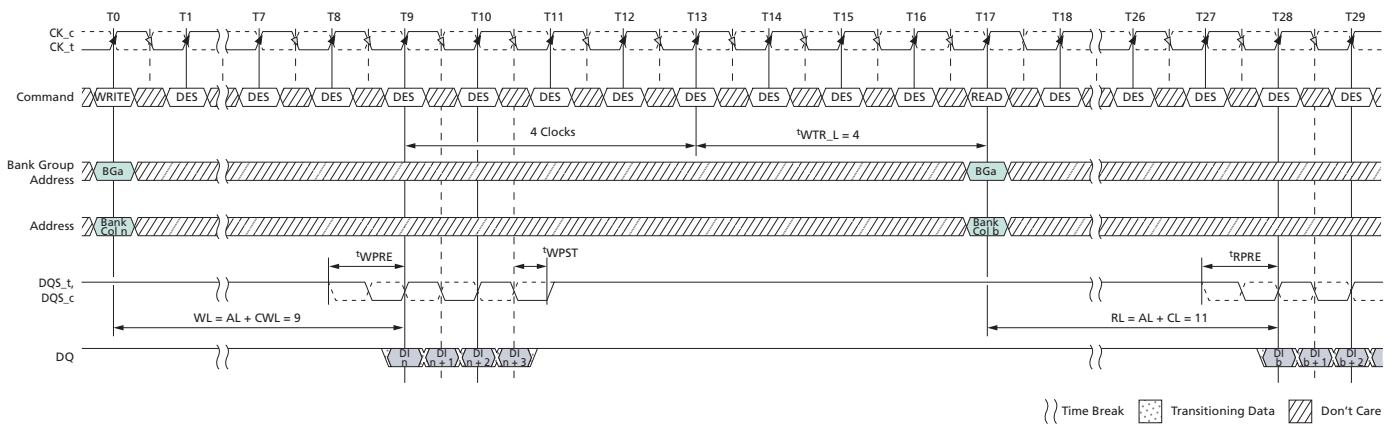 T0 T1 T7 T8 T9 T10 T11 T12 T13 T14 T15 T16 T17 T18 T26 T27 T28 T29
CK_c
CK_t
Command WRITE DES DES DES DES DES DES DES DES DES DES DES READ DES DES DES DES DES
4 Clocks tWTR_L = 4
Bank Group
Address
BGa BGa
Address
Bank
Col n
Bank
Col b
tWPRE tWPST tRPRE
DQS_t,
DQS_c
WL = AL + CWL = 9 RL = AL + CL = 11
DQ
DI
n
DI
n + 1
DI
n + 2
DI
n + 3
DI
b
DI
b + 1
DI
b + 2
Time Break Transitioning Data Don't Care